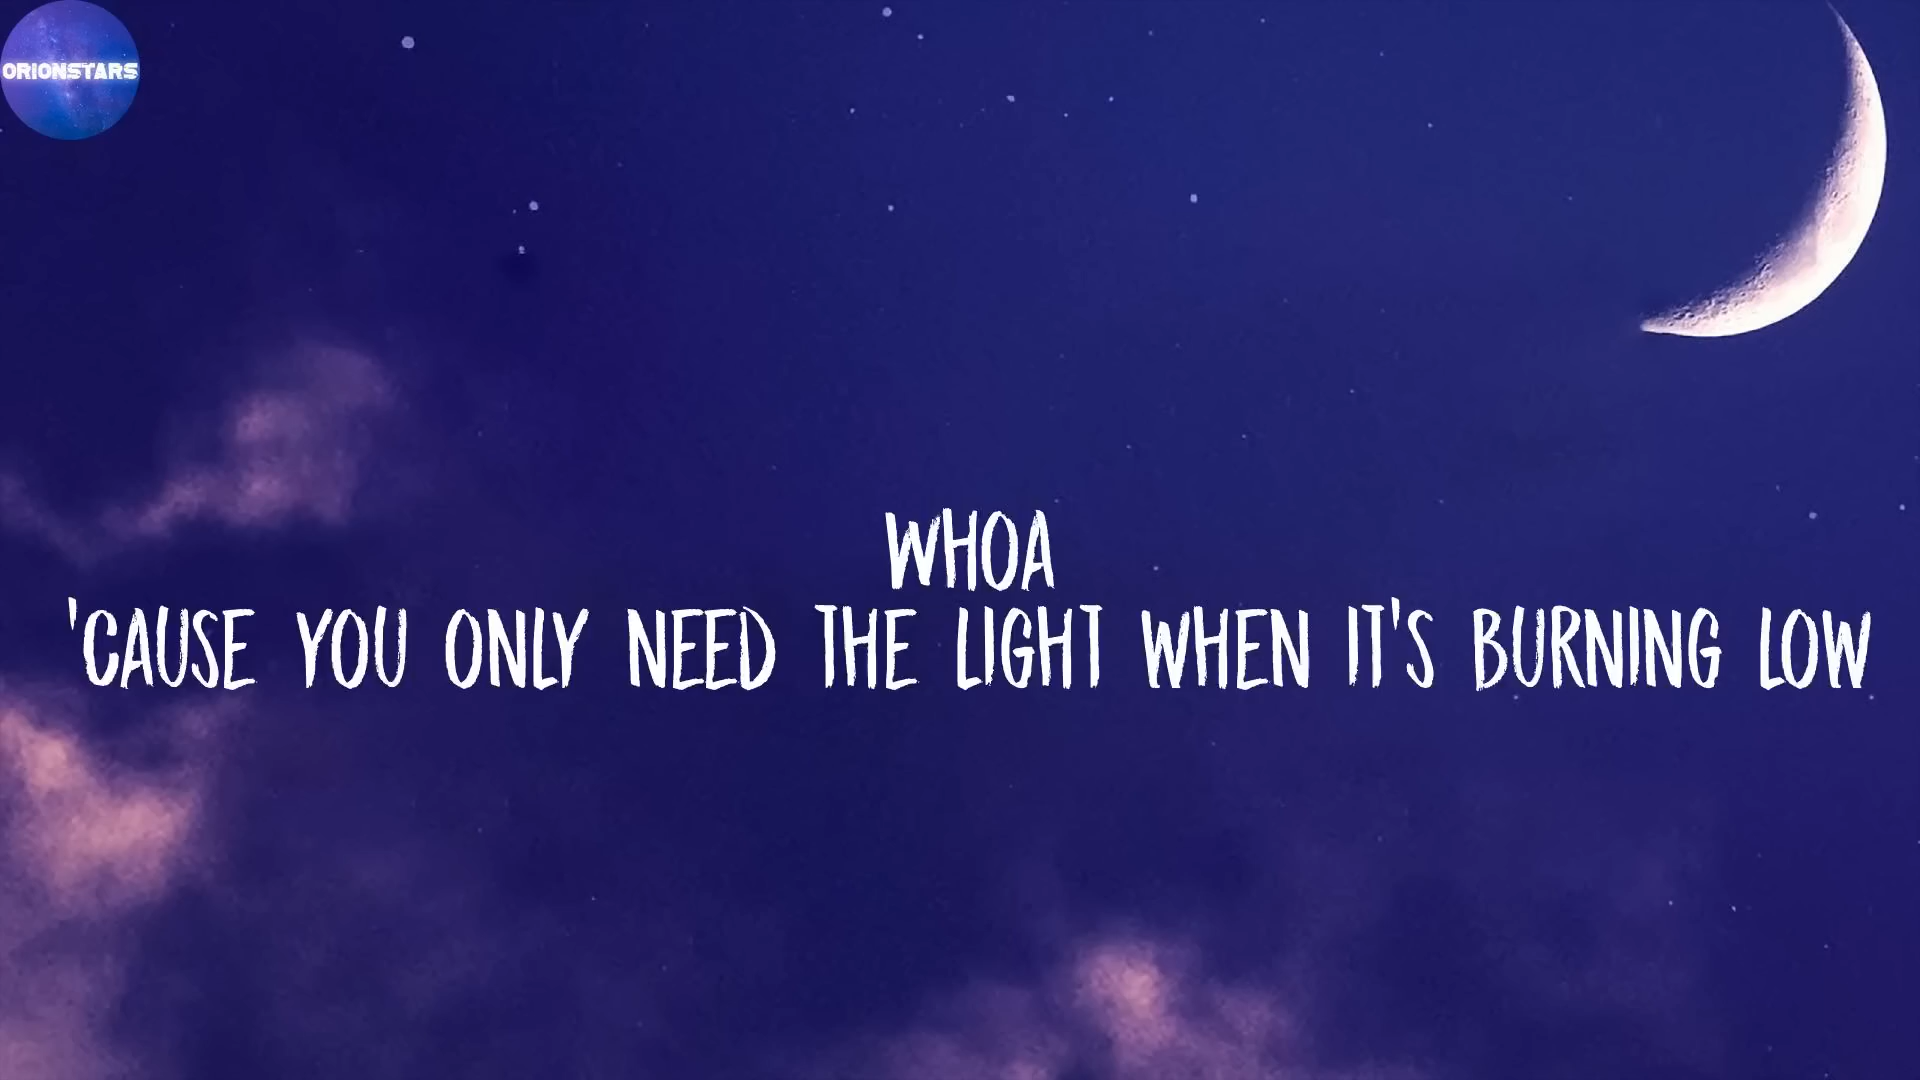 ORIONSTARS
WHOA
'CAUSE YOU ONLY NEED THE LIGHT WHEN IT'S BURNING LOW